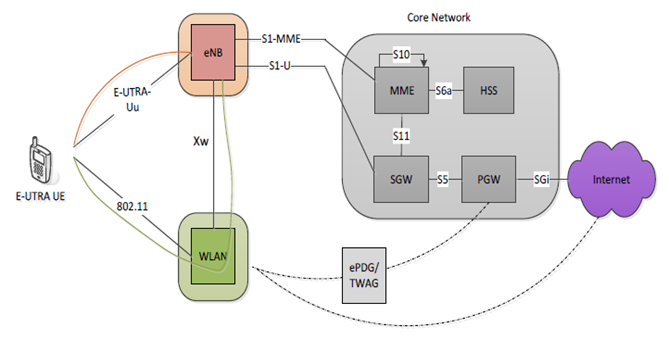 Core Network
eNB
S1-MME
S1-U
S10
MME
S6a
HSS
E-UTRA-
Uu
S11
Xw
SGW
S5
PGW
SGi
Internet
E-UTRA UE
802.11
WLAN
ePDG/
TWAG